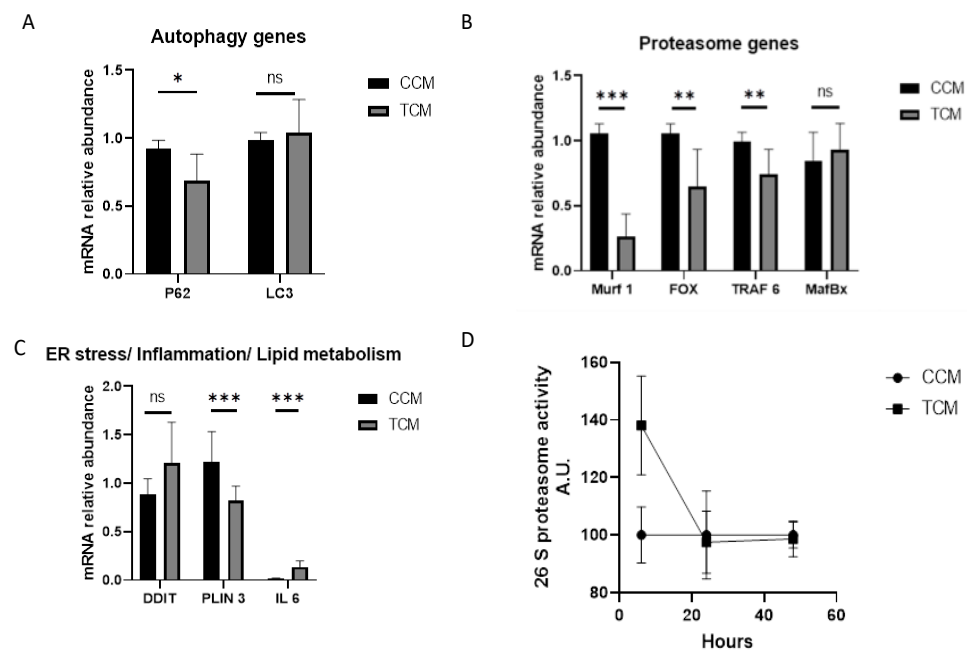 A
Autophagy genes
mRNA relative abundance
1.5
1.0
0.5
0.0
*
ns
P62
LC3
CCM
TCM
B
Proteasome genes
mRNA relative abundance
1.5
1.0
0.5
0.0
***
**
**
ns
Murf 1
FOX
TRAF 6
MafBx
CCM
TCM
C
ER stress/ Inflammation/ Lipid metabolism
mRNA relative abundance
2.0
1.5
1.0
0.5
0.0
ns
***
***
DDIT
PLIN 3
IL 6
CCM
TCM
D
26 S proteasome activity
A.U.
160
140
120
100
80
0
20
40
60
Hours
CCM
TCM